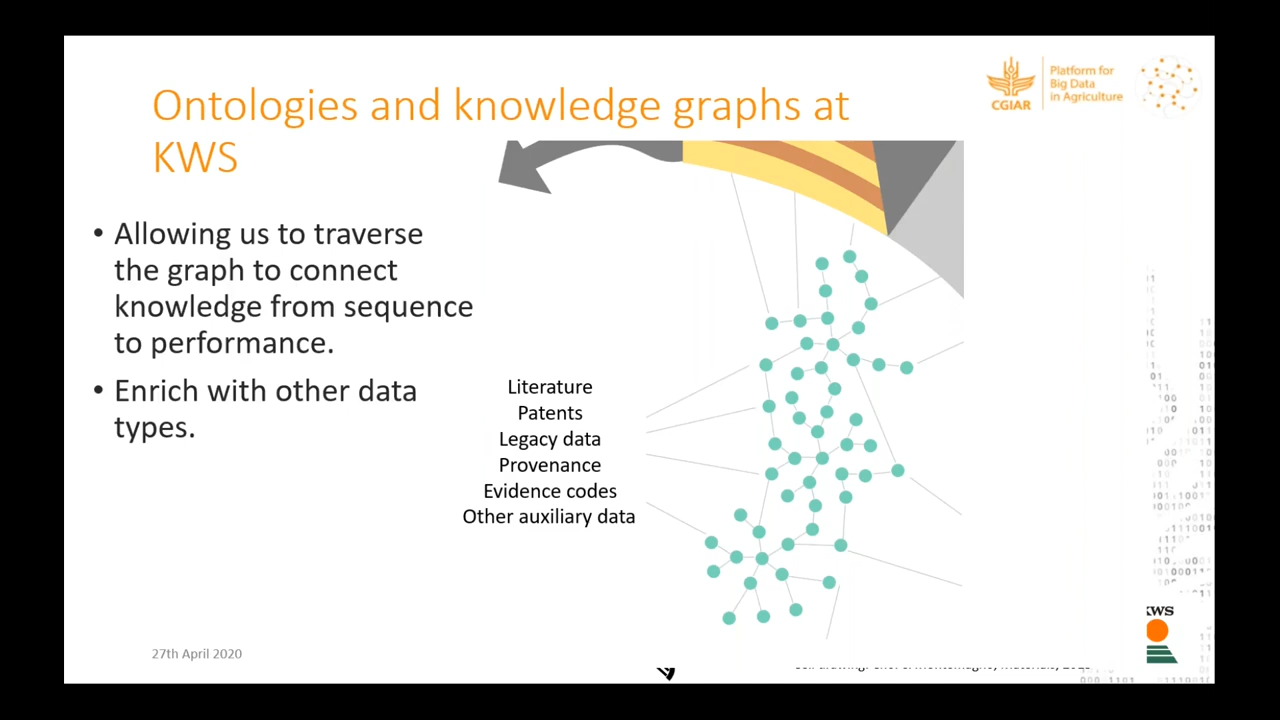 Ontologies and knowledge graphs at
KWS
CGIAR
Platform for
Big Data
in Agriculture
• Allowing us to traverse
the graph to connect
knowledge from sequence
to performance.
• Enrich with other data
types.
Literature
Patents
Legacy data
Provenance
Evidence codes
Other auxiliary data
KWS
27th April 2020